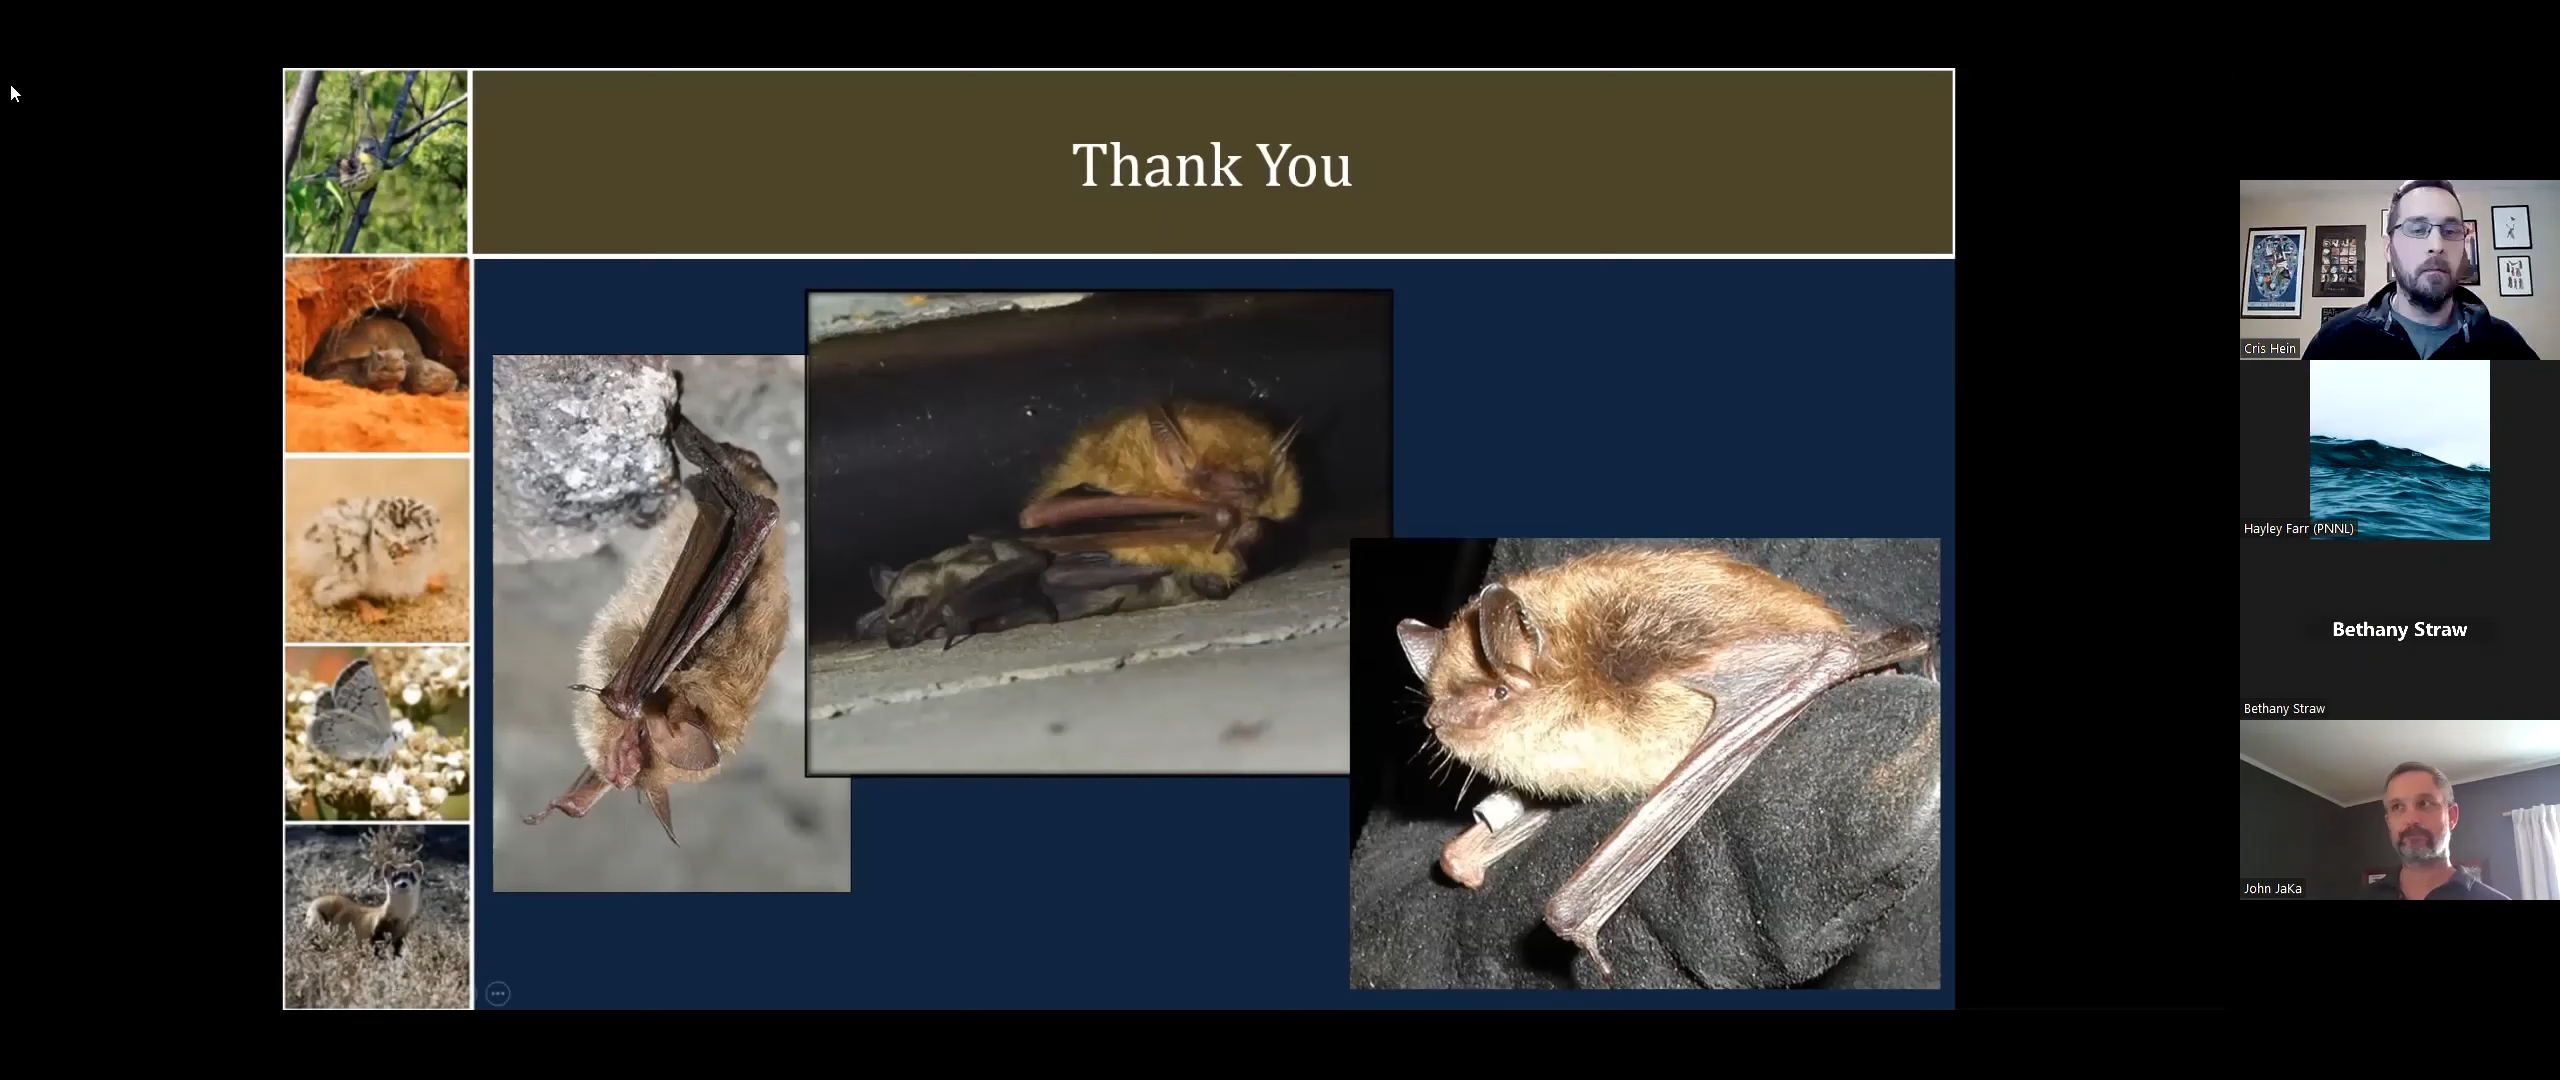 Thank You
Cris Hein
Hayley Farr (PNNL)
Bethany Straw
Bethany Straw
John JaKa